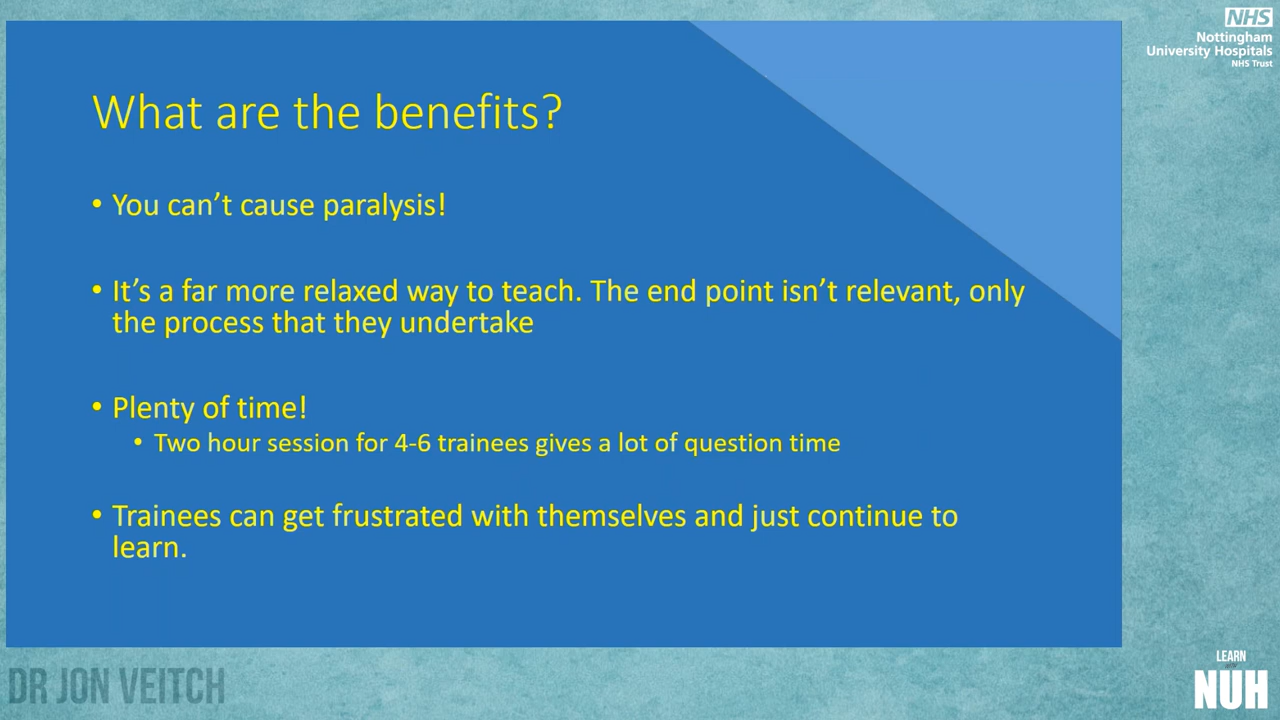 NHS
Nottingham
University Hospitals
NHS Trust
What are the benefits?
• You can’t cause paralysis!
• It’s a far more relaxed way to teach. The end point isn’t relevant, only
the process that they undertake
• Plenty of time!
• Two hour session for 4-6 trainees gives a lot of question time
• Trainees can get frustrated with themselves and just continue to
learn.
DR JON VEITCH
LEARN
NUH